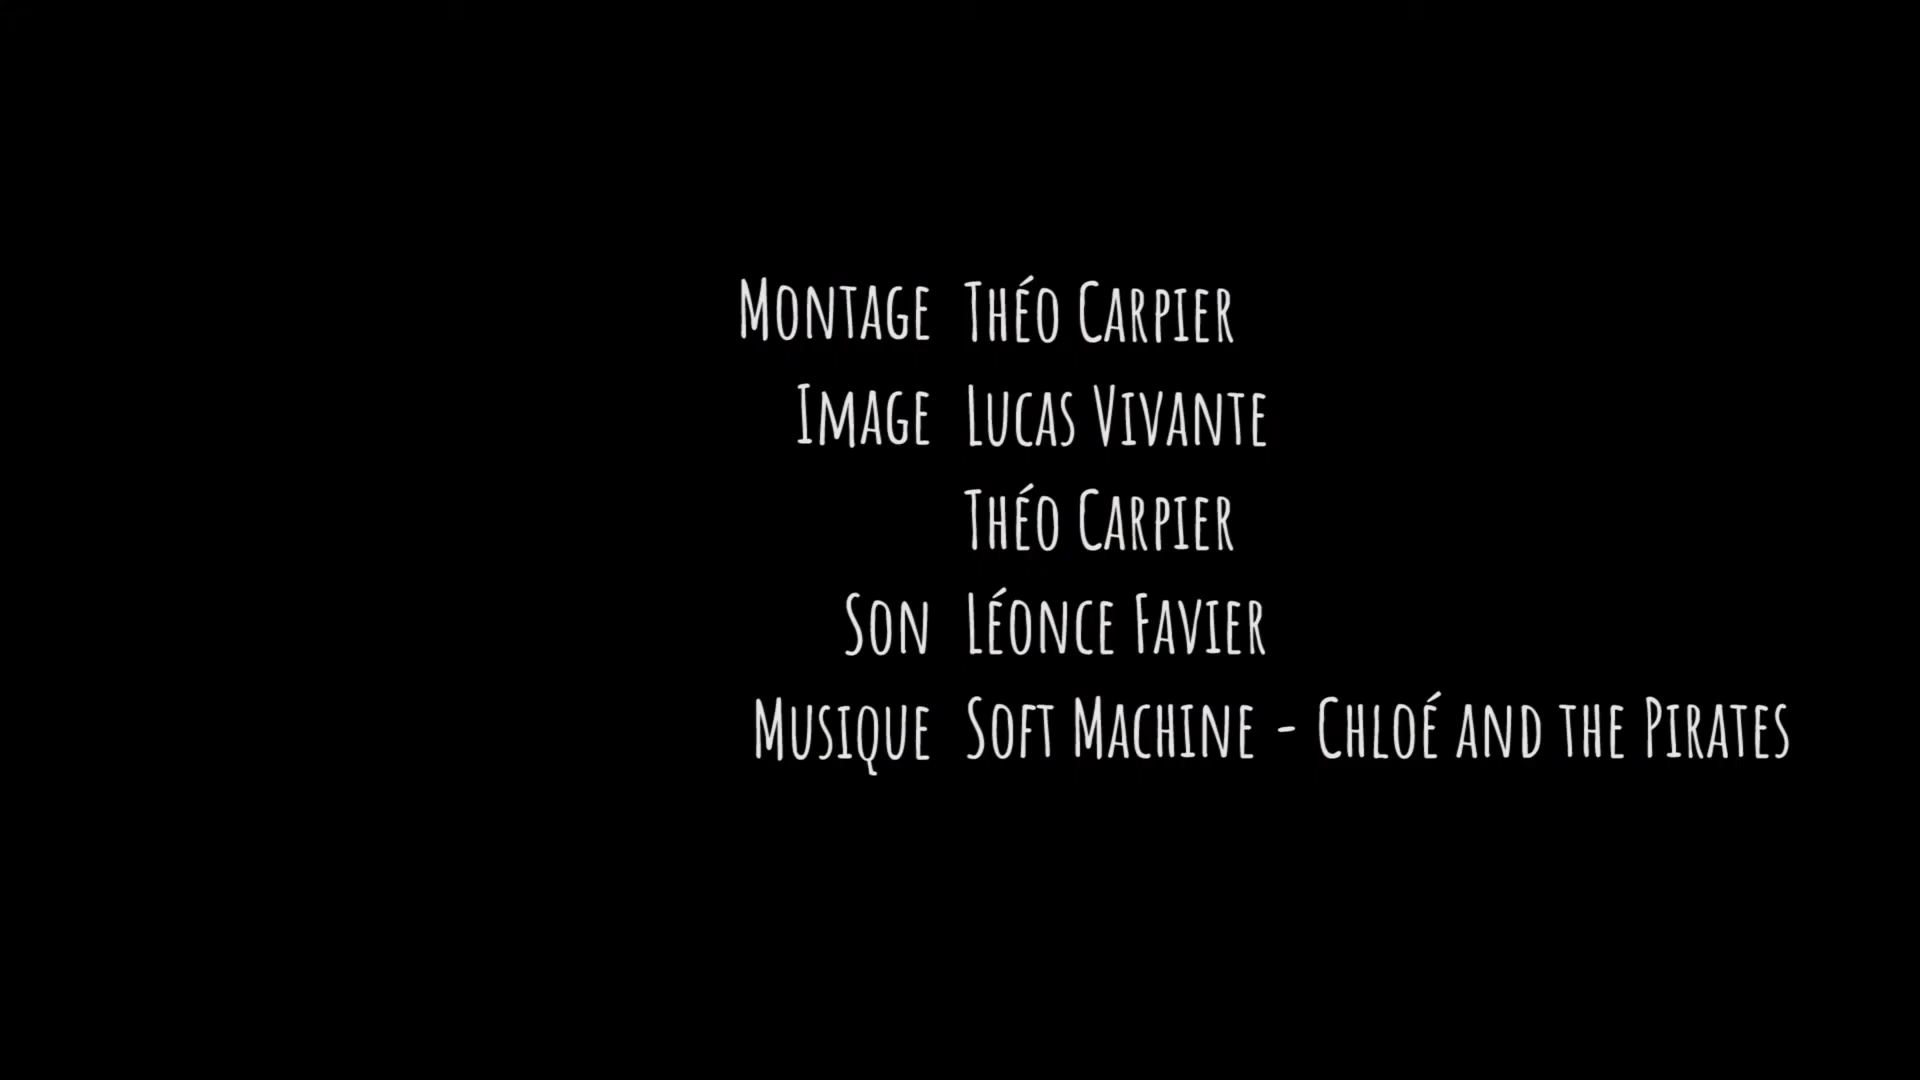 Montage Théo Carpier
Image Lucas Vivante
Théo Carpier
Son Léonce Favier
Musique Soft Machine - Chloé and the Pirates